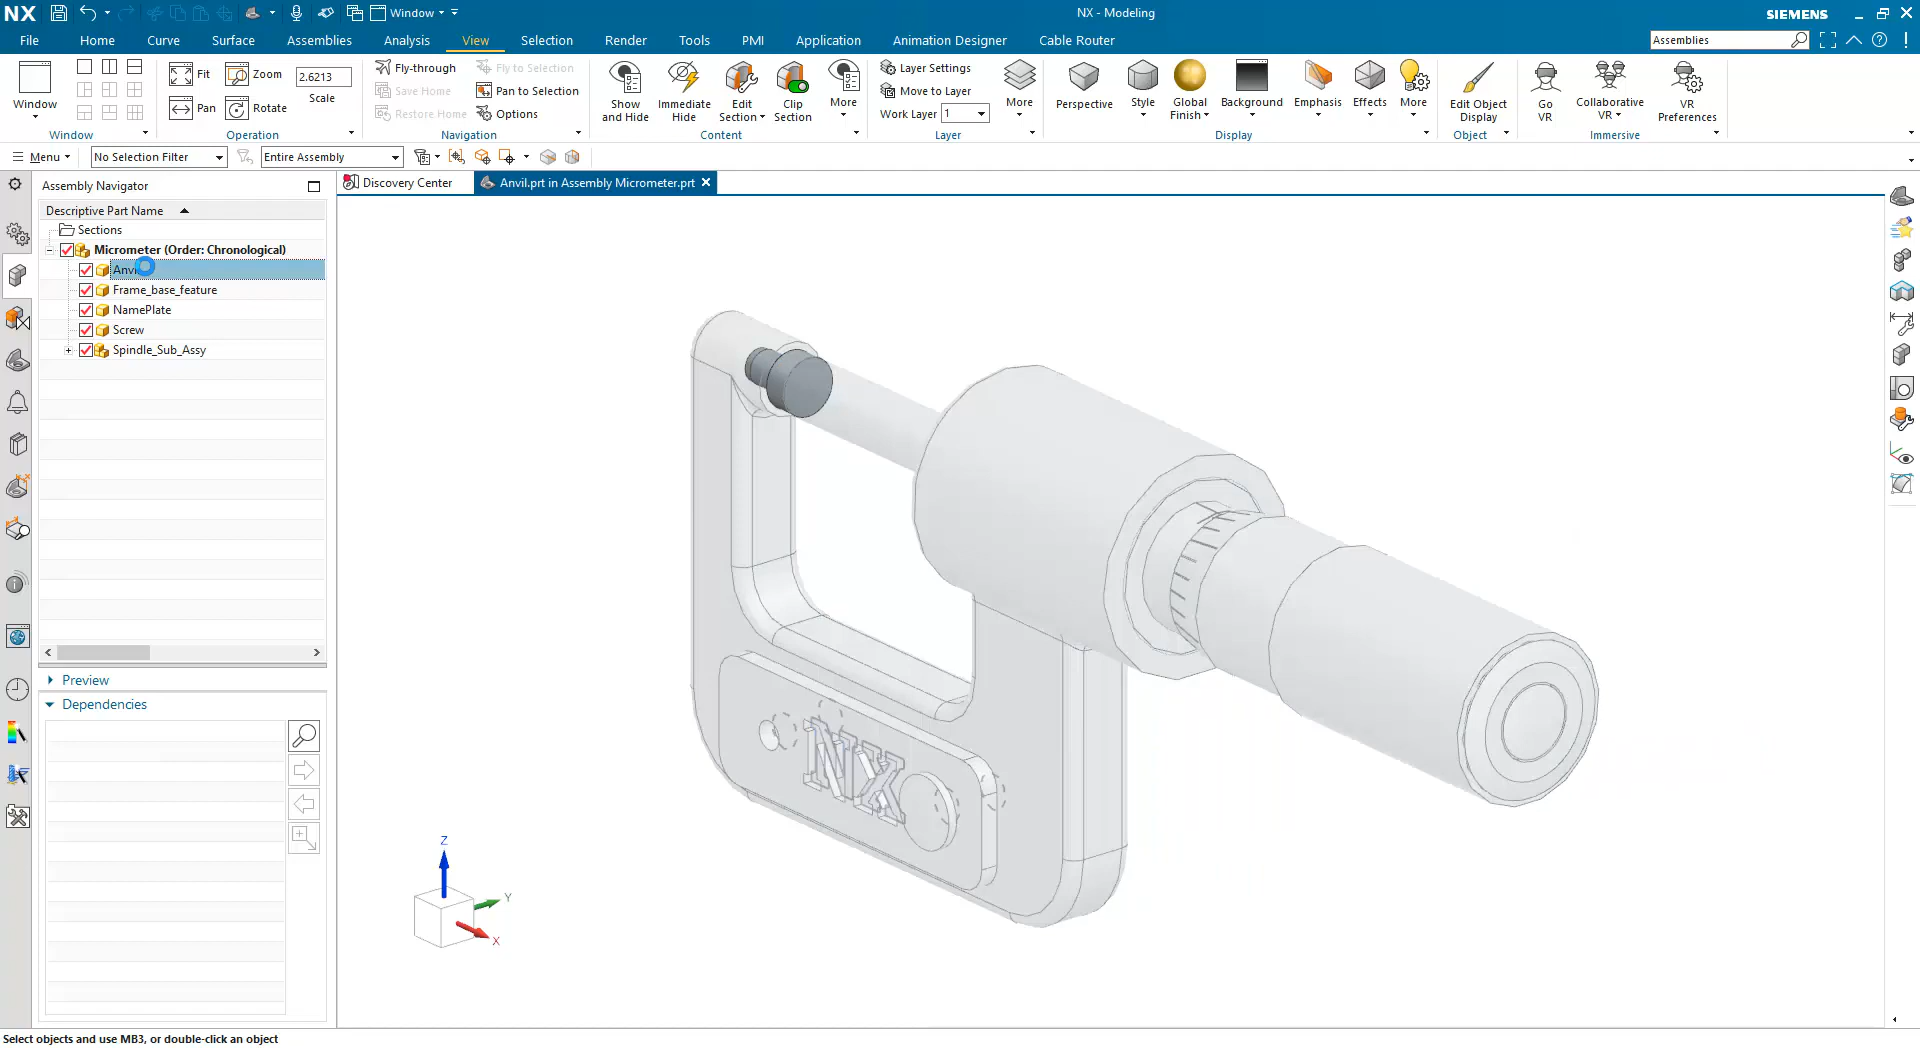 NX
Window
NX - Modeling
SIEMENS
File
Home
Curve
Surface
Assemblies
Analysis
View
Selection
Render
Tools
PMI
Application
Animation Designer
Cable Router
Assemblies
Window
Fit
Zoom
2.6213
Pan
Rotate
Scale
Fly-through
Fly to Selection
Save Home
Pan to Selection
Restore Home
Options
Show and Hide
Immediate Hide
Edit Section
Clip Section
More
Layer Settings
Move to Layer
Work Layer
1
More
Perspective
Style
Global Finish
Background
Emphasis
Effects
More
Edit Object Display
Go VR
Collaborative VR
VR Preferences
Window
Operation
Navigation
Content
Layer
Display
Object
Immersive
Menu
No Selection Filter
Entire Assembly
Assembly Navigator
Discovery Center
Anvil.prt in Assembly Micrometer.prt
Descriptive Part Name
Sections
Micrometer (Order: Chronological)
Frame_base_feature
NamePlate
Screw
Spindle_Sub_Assy
Preview
Dependencies
NX
Z
Y
X
Select objects and use MB3, or double-click an object